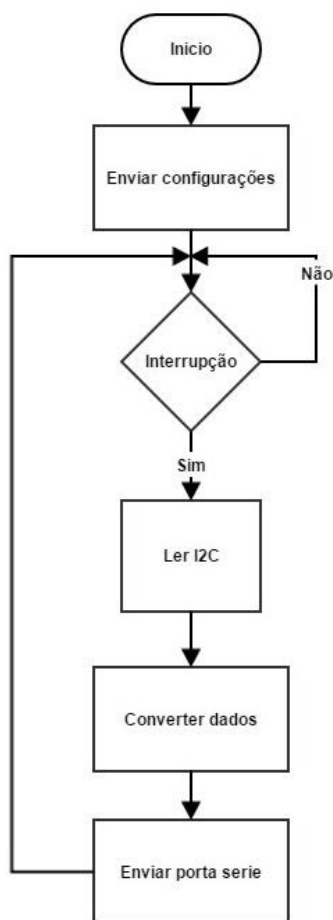 Inicio
Enviar configurações
Não
Interrupção
Sim
Ler I2C
Converter dados
Enviar porta serie